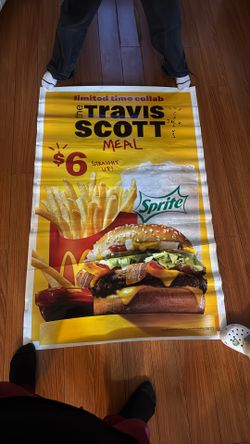 limited time collab
the
Travis
SCOTT
MEAL
$6
STRAIGHT
UP!
Sprite